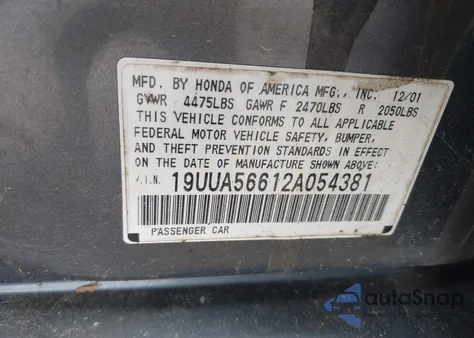 MFD. BY HONDA OF AMERICA MFG., INC. 12/01
GVWR 4475LBS GAWR F 2470LBS R 2050LBS
THIS VEHICLE CONFORMS TO ALL APPLICABLE
FEDERAL MOTOR VEHICLE SAFETY, BUMPER,
AND THEFT PREVENTION STANDARDS IN EFFECT
ON THE DATE OF MANUFACTURE SHOWN ABOVE:
V.I.N. 19UUA56612A054381
PASSENGER CAR
autoSnap